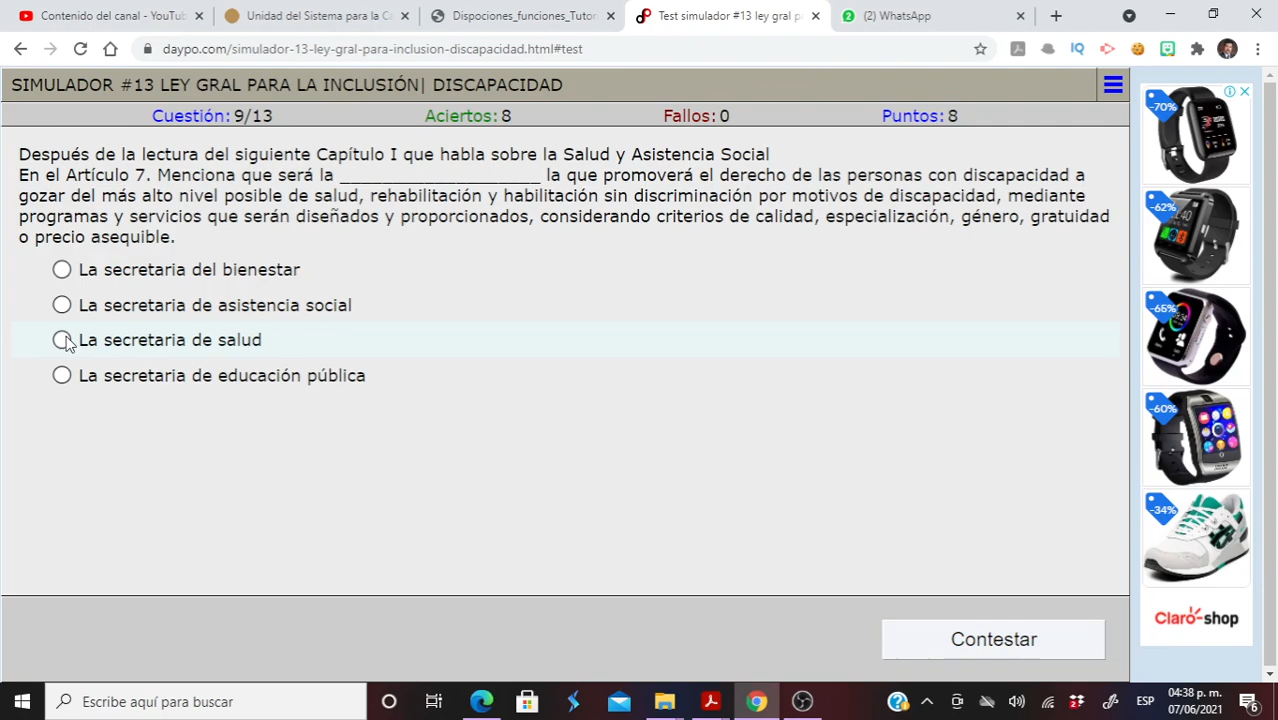 Contenido del canal - YouTu
Unidad del Sistema para la Ca
Dispociones_funciones_Tutori
Test simulador #13 ley gral p
(2) WhatsApp
daypo.com/simulador-13-ley-gral-para-inclusion-discapacidad.html#test
SIMULADOR #13 LEY GRAL PARA LA INCLUSIÓN| DISCAPACIDAD
Cuestión: 9/13 Aciertos: 8 Fallos: 0 Puntos: 8
Después de la lectura del siguiente Capítulo I que habla sobre la Salud y Asistencia Social
En el Artículo 7. Menciona que será la ____________________ la que promoverá el derecho de las personas con discapacidad a
gozar del más alto nivel posible de salud, rehabilitación y habilitación sin discriminación por motivos de discapacidad, mediante
programas y servicios que serán diseñados y proporcionados, considerando criterios de calidad, especialización, género, gratuidad
o precio asequible.
La secretaria del bienestar
La secretaria de asistencia social
La secretaria de salud
La secretaria de educación pública
Contestar
-70%
-62%
-65%
-60%
-34%
Claro-shop
Escribe aquí para buscar
ESP
04:38 p. m.
07/06/2021
6